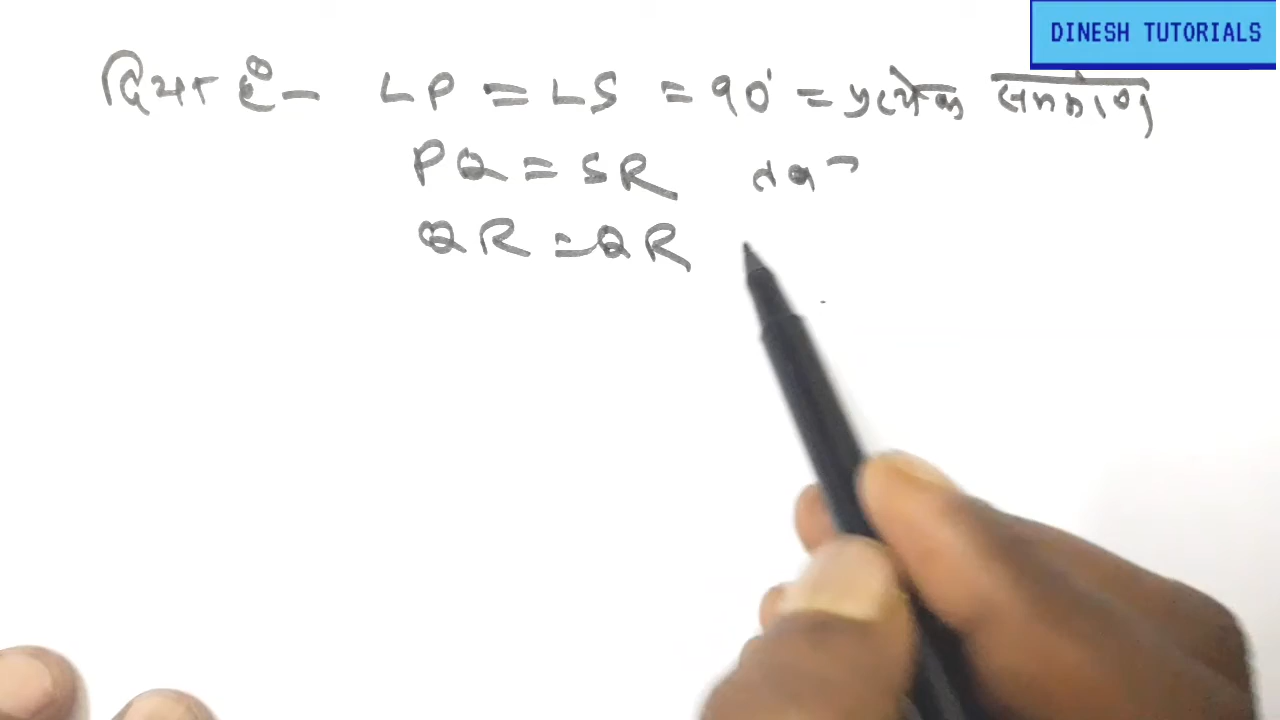 DINESH TUTORIALS
दिया है- ∠P = ∠S = 90° = प्रत्येक समकोण
PQ = SR तथा
QR = QR